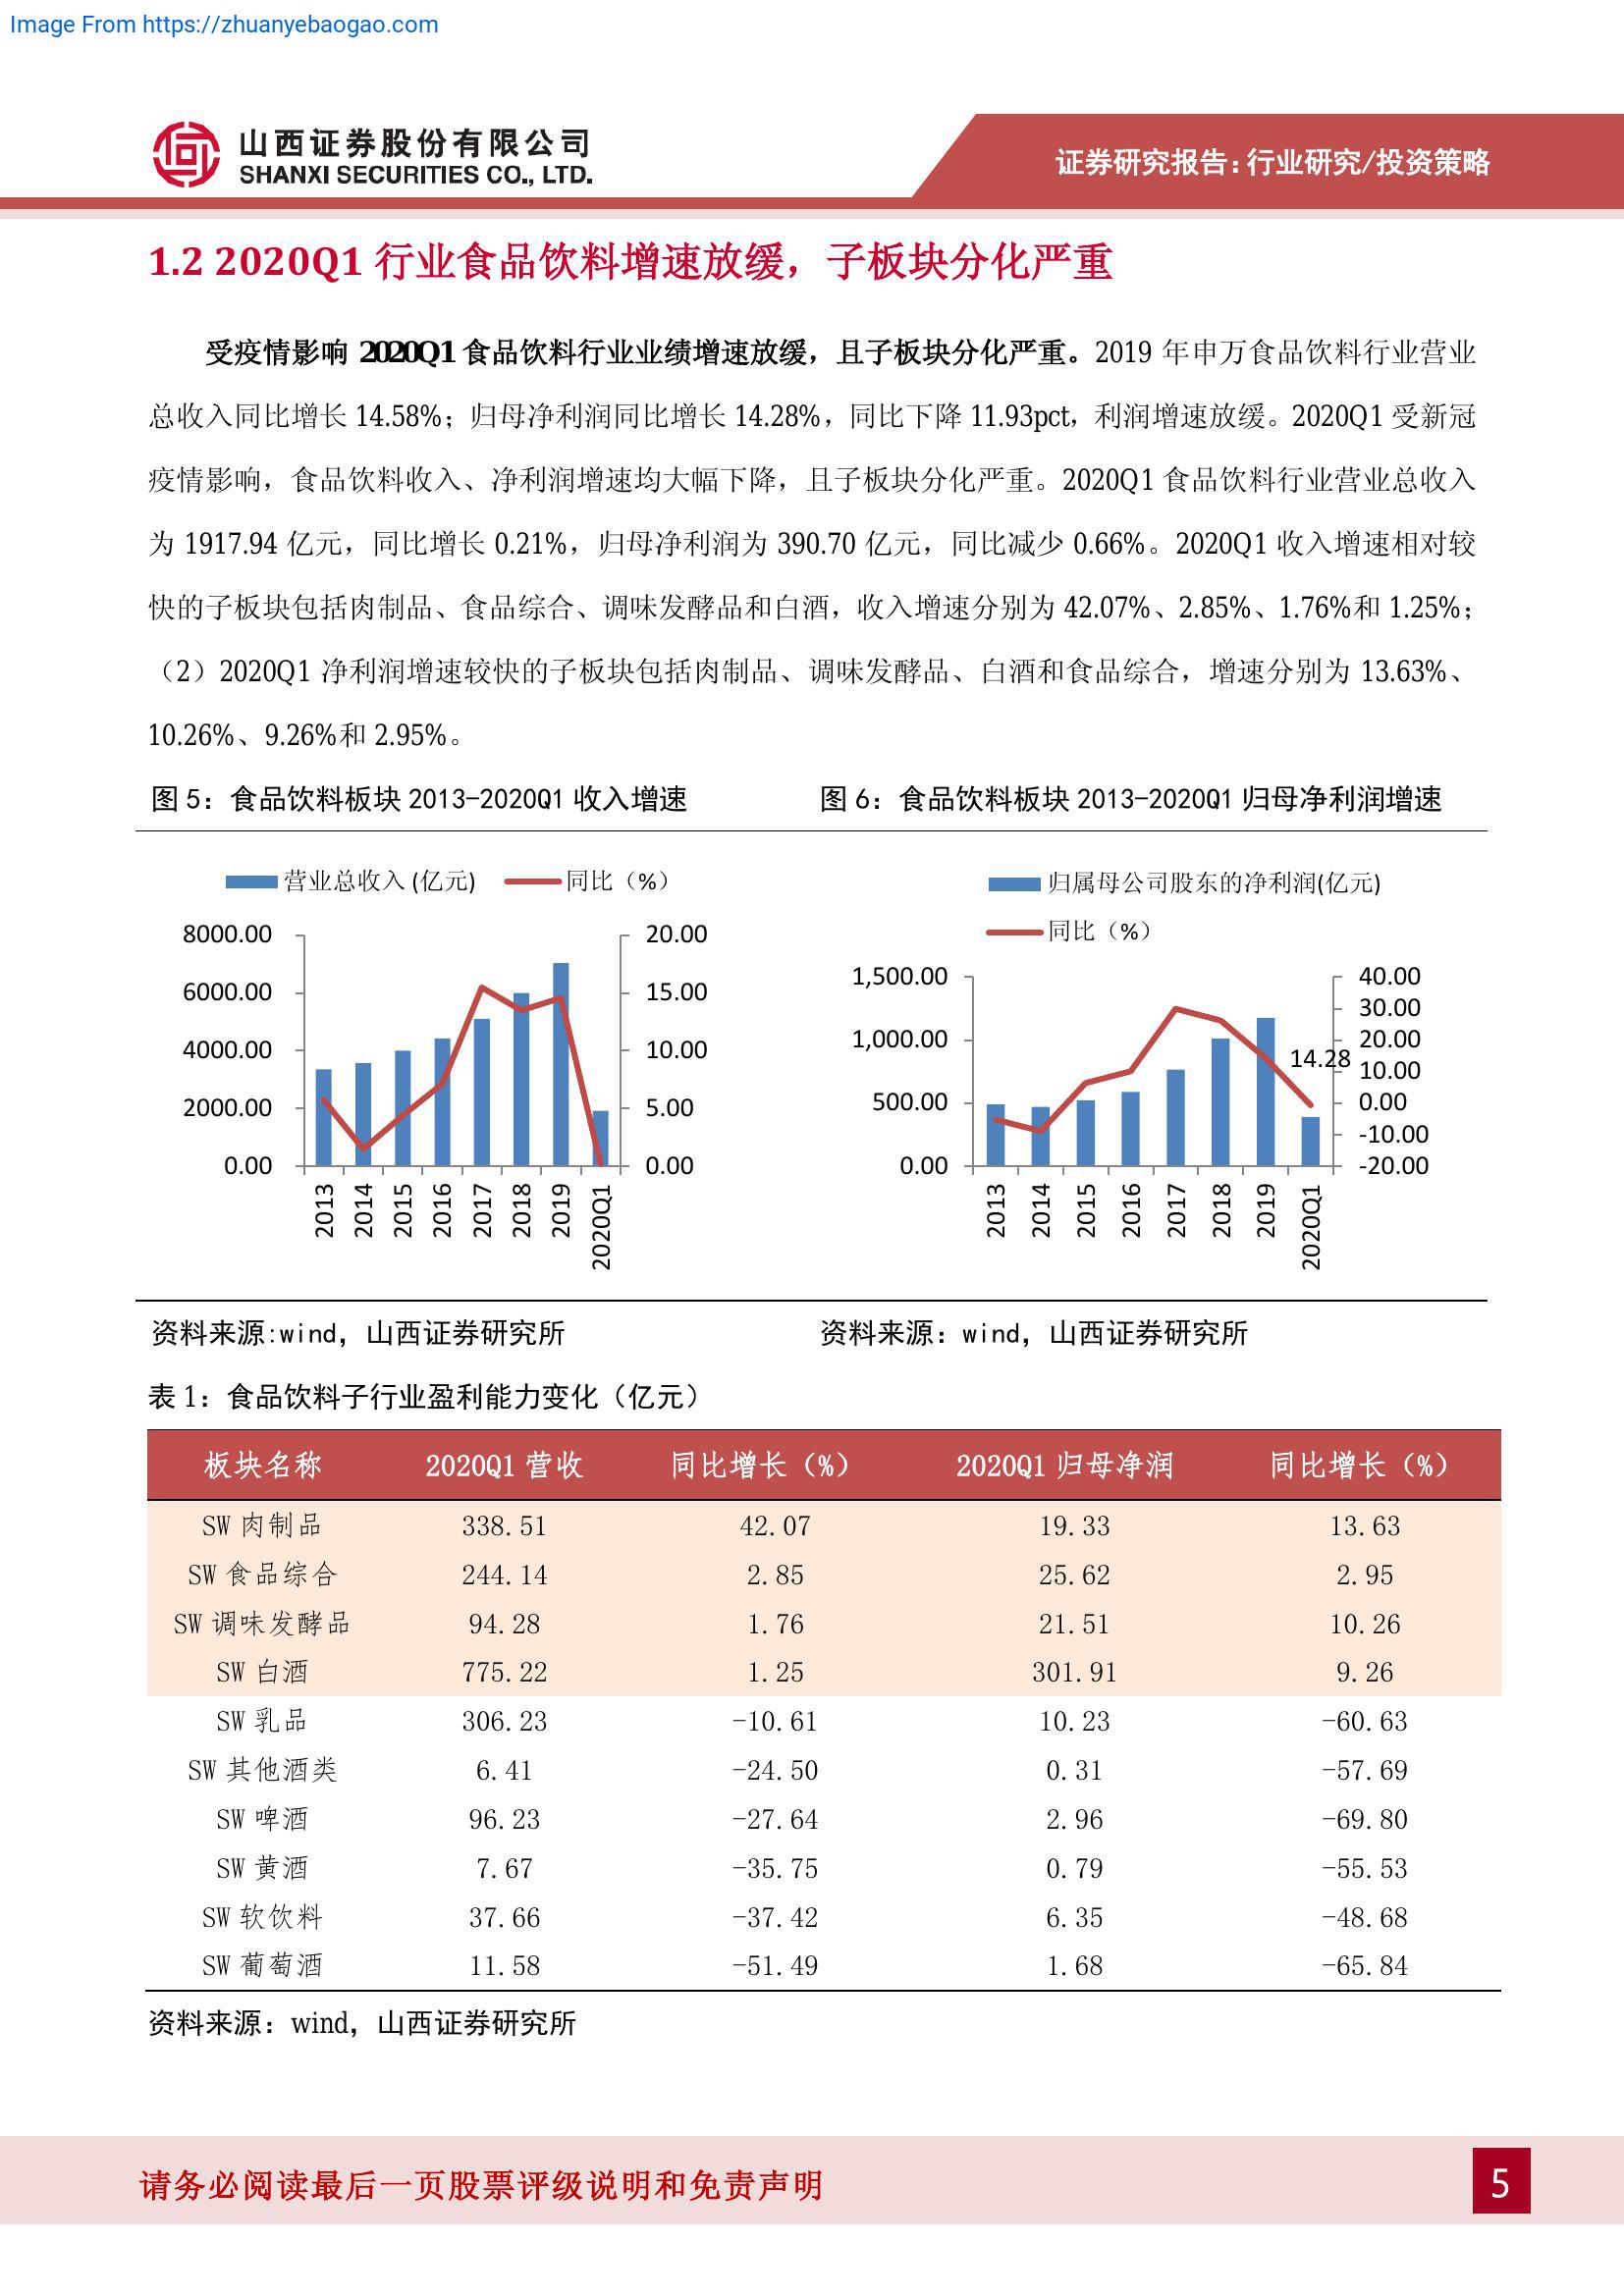 Image From https://zhuanyebaogao.com
山西证券股份有限公司
SHANXI SECURITIES CO., LTD.
证券研究报告:行业研究/投资策略
1.2 2020Q1 行业食品饮料增速放缓，子板块分化严重
受疫情影响 2020Q1 食品饮料行业业绩增速放缓，且子板块分化严重。2019 年申万食品饮料行业营业
总收入同比增长 14.58%；归母净利润同比增长 14.28%，同比下降 11.93pct，利润增速放缓。2020Q1 受新冠
疫情影响，食品饮料收入、净利润增速均大幅下降，且子板块分化严重。2020Q1 食品饮料行业营业总收入
为 1917.94 亿元，同比增长 0.21%，归母净利润为 390.70 亿元，同比减少 0.66%。2020Q1 收入增速相对较
快的子板块包括肉制品、食品综合、调味发酵品和白酒，收入增速分别为 42.07%、2.85%、1.76%和 1.25%；
（2）2020Q1 净利润增速较快的子板块包括肉制品、调味发酵品、白酒和食品综合，增速分别为 13.63%、
10.26%、9.26%和 2.95%。
图 5：食品饮料板块 2013-2020Q1 收入增速
营业总收入 (亿元) 同比（%）
8000.00 20.00
6000.00 15.00
4000.00 10.00
2000.00 5.00
0.00 0.00
2013 2014 2015 2016 2017 2018 2019 2020Q1
资料来源:wind，山西证券研究所
图 6：食品饮料板块 2013-2020Q1 归母净利润增速
归属母公司股东的净利润(亿元)
同比（%）
1,500.00 40.00
30.00
1,000.00 20.00
14.28 10.00
500.00 0.00
-10.00
0.00 -20.00
2013 2014 2015 2016 2017 2018 2019 2020Q1
资料来源：wind，山西证券研究所
表 1：食品饮料子行业盈利能力变化（亿元）
板块名称 2020Q1 营收 同比增长（%） 2020Q1 归母净润 同比增长（%）
SW 肉制品 338.51 42.07 19.33 13.63
SW 食品综合 244.14 2.85 25.62 2.95
SW 调味发酵品 94.28 1.76 21.51 10.26
SW 白酒 775.22 1.25 301.91 9.26
SW 乳品 306.23 -10.61 10.23 -60.63
SW 其他酒类 6.41 -24.50 0.31 -57.69
SW 啤酒 96.23 -27.64 2.96 -69.80
SW 黄酒 7.67 -35.75 0.79 -55.53
SW 软饮料 37.66 -37.42 6.35 -48.68
SW 葡萄酒 11.58 -51.49 1.68 -65.84
资料来源：wind，山西证券研究所
请务必阅读最后一页股票评级说明和免责声明
5